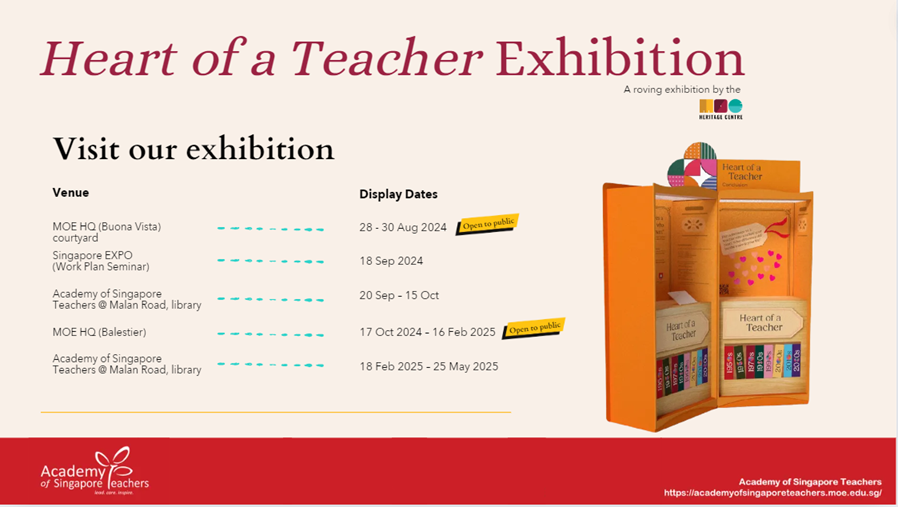 Heart of a Teacher Exhibition
A roving exhibition by the
HERITAGE CENTRE
Visit our exhibition
Venue
Display Dates
MOE HQ (Buona Vista)
courtyard
28 - 30 Aug 2024
Open to public
Singapore EXPO
(Work Plan Seminar)
18 Sep 2024
Academy of Singapore
Teachers @ Malan Road, library
20 Sep – 15 Oct
MOE HQ (Balestier)
17 Oct 2024 – 16 Feb 2025
Open to public
Academy of Singapore
Teachers @ Malan Road, library
18 Feb 2025 – 25 May 2025
Heart of a
Teacher
Heart of a
Teacher
Heart of a
Teacher
Academy
of Singapore Teachers
lead. care. inspire.
Academy of Singapore Teachers
https://academyofsingaporeteachers.moe.edu.sg/